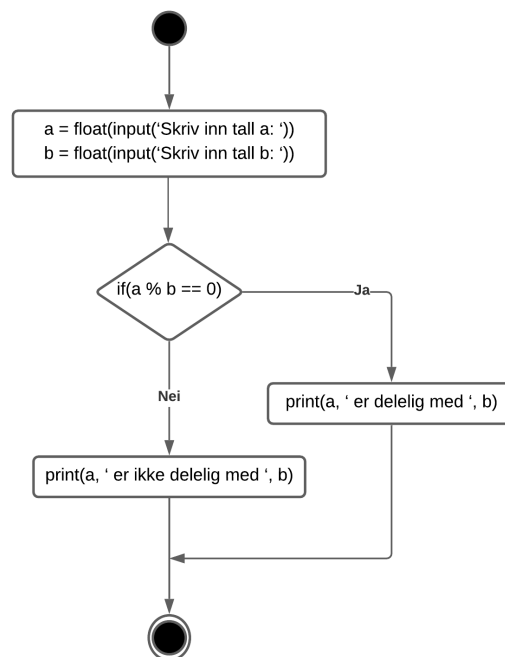 a = float(input(‘Skriv inn tall a: ‘))
b = float(input(‘Skriv inn tall b: ‘))
if(a % b == 0)
Ja
Nei
print(a, ‘ er delelig med ‘, b)
print(a, ‘ er ikke delelig med ‘, b)